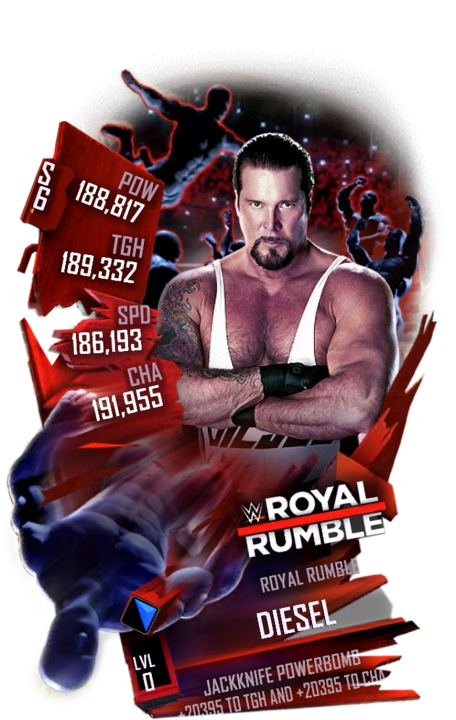 S6
POW
188,817
TGH
189,332
SPD
186,193
CHA
191,955
W
ROYAL
RUMBLE
ROYAL RUMBLE
DIESEL
LVL
0
JACKKNIFE POWERBOMB
+20395 TO TGH AND +20395 TO CHA